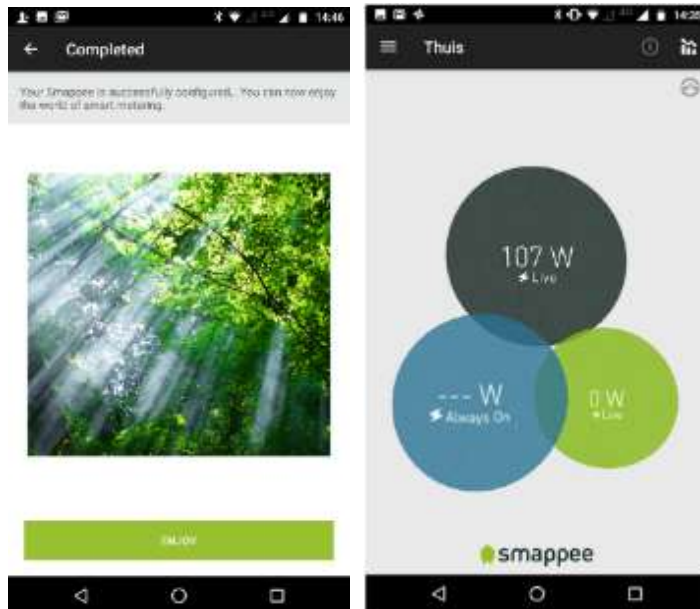 14:46
Completed
Your Smappee is successfully configured. You can now enjoy
the world of smart metering.
ENJOY
14:35
Thuis
107 W
Live
--- W
Always On
0 W
Live
smappee